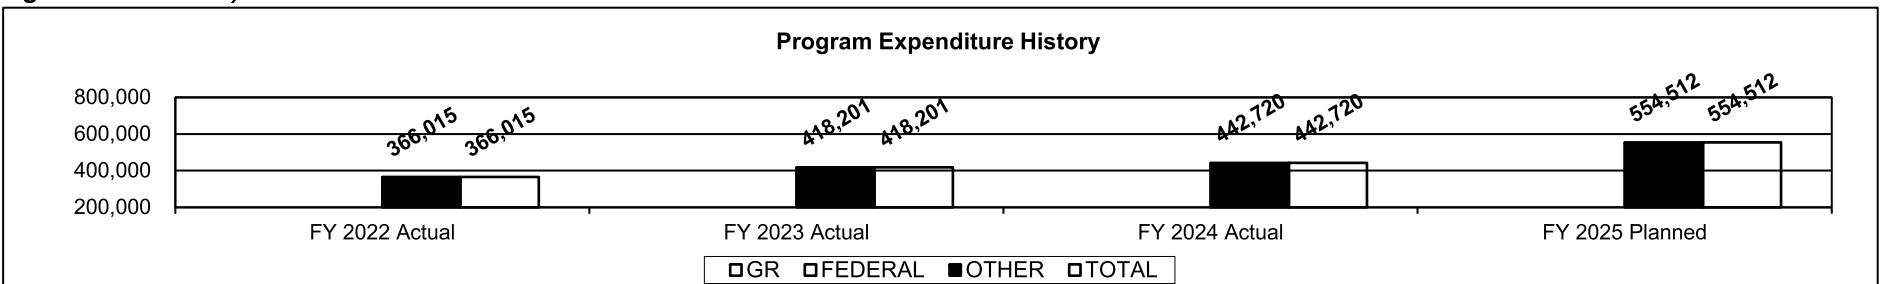 Program Expenditure History
800,000
600,000
400,000
200,000
366,015
366,015
418,201
418,201
442,720
442,720
554,512
554,512
FY 2022 Actual
FY 2023 Actual
FY 2024 Actual
FY 2025 Planned
GR FEDERAL OTHER TOTAL